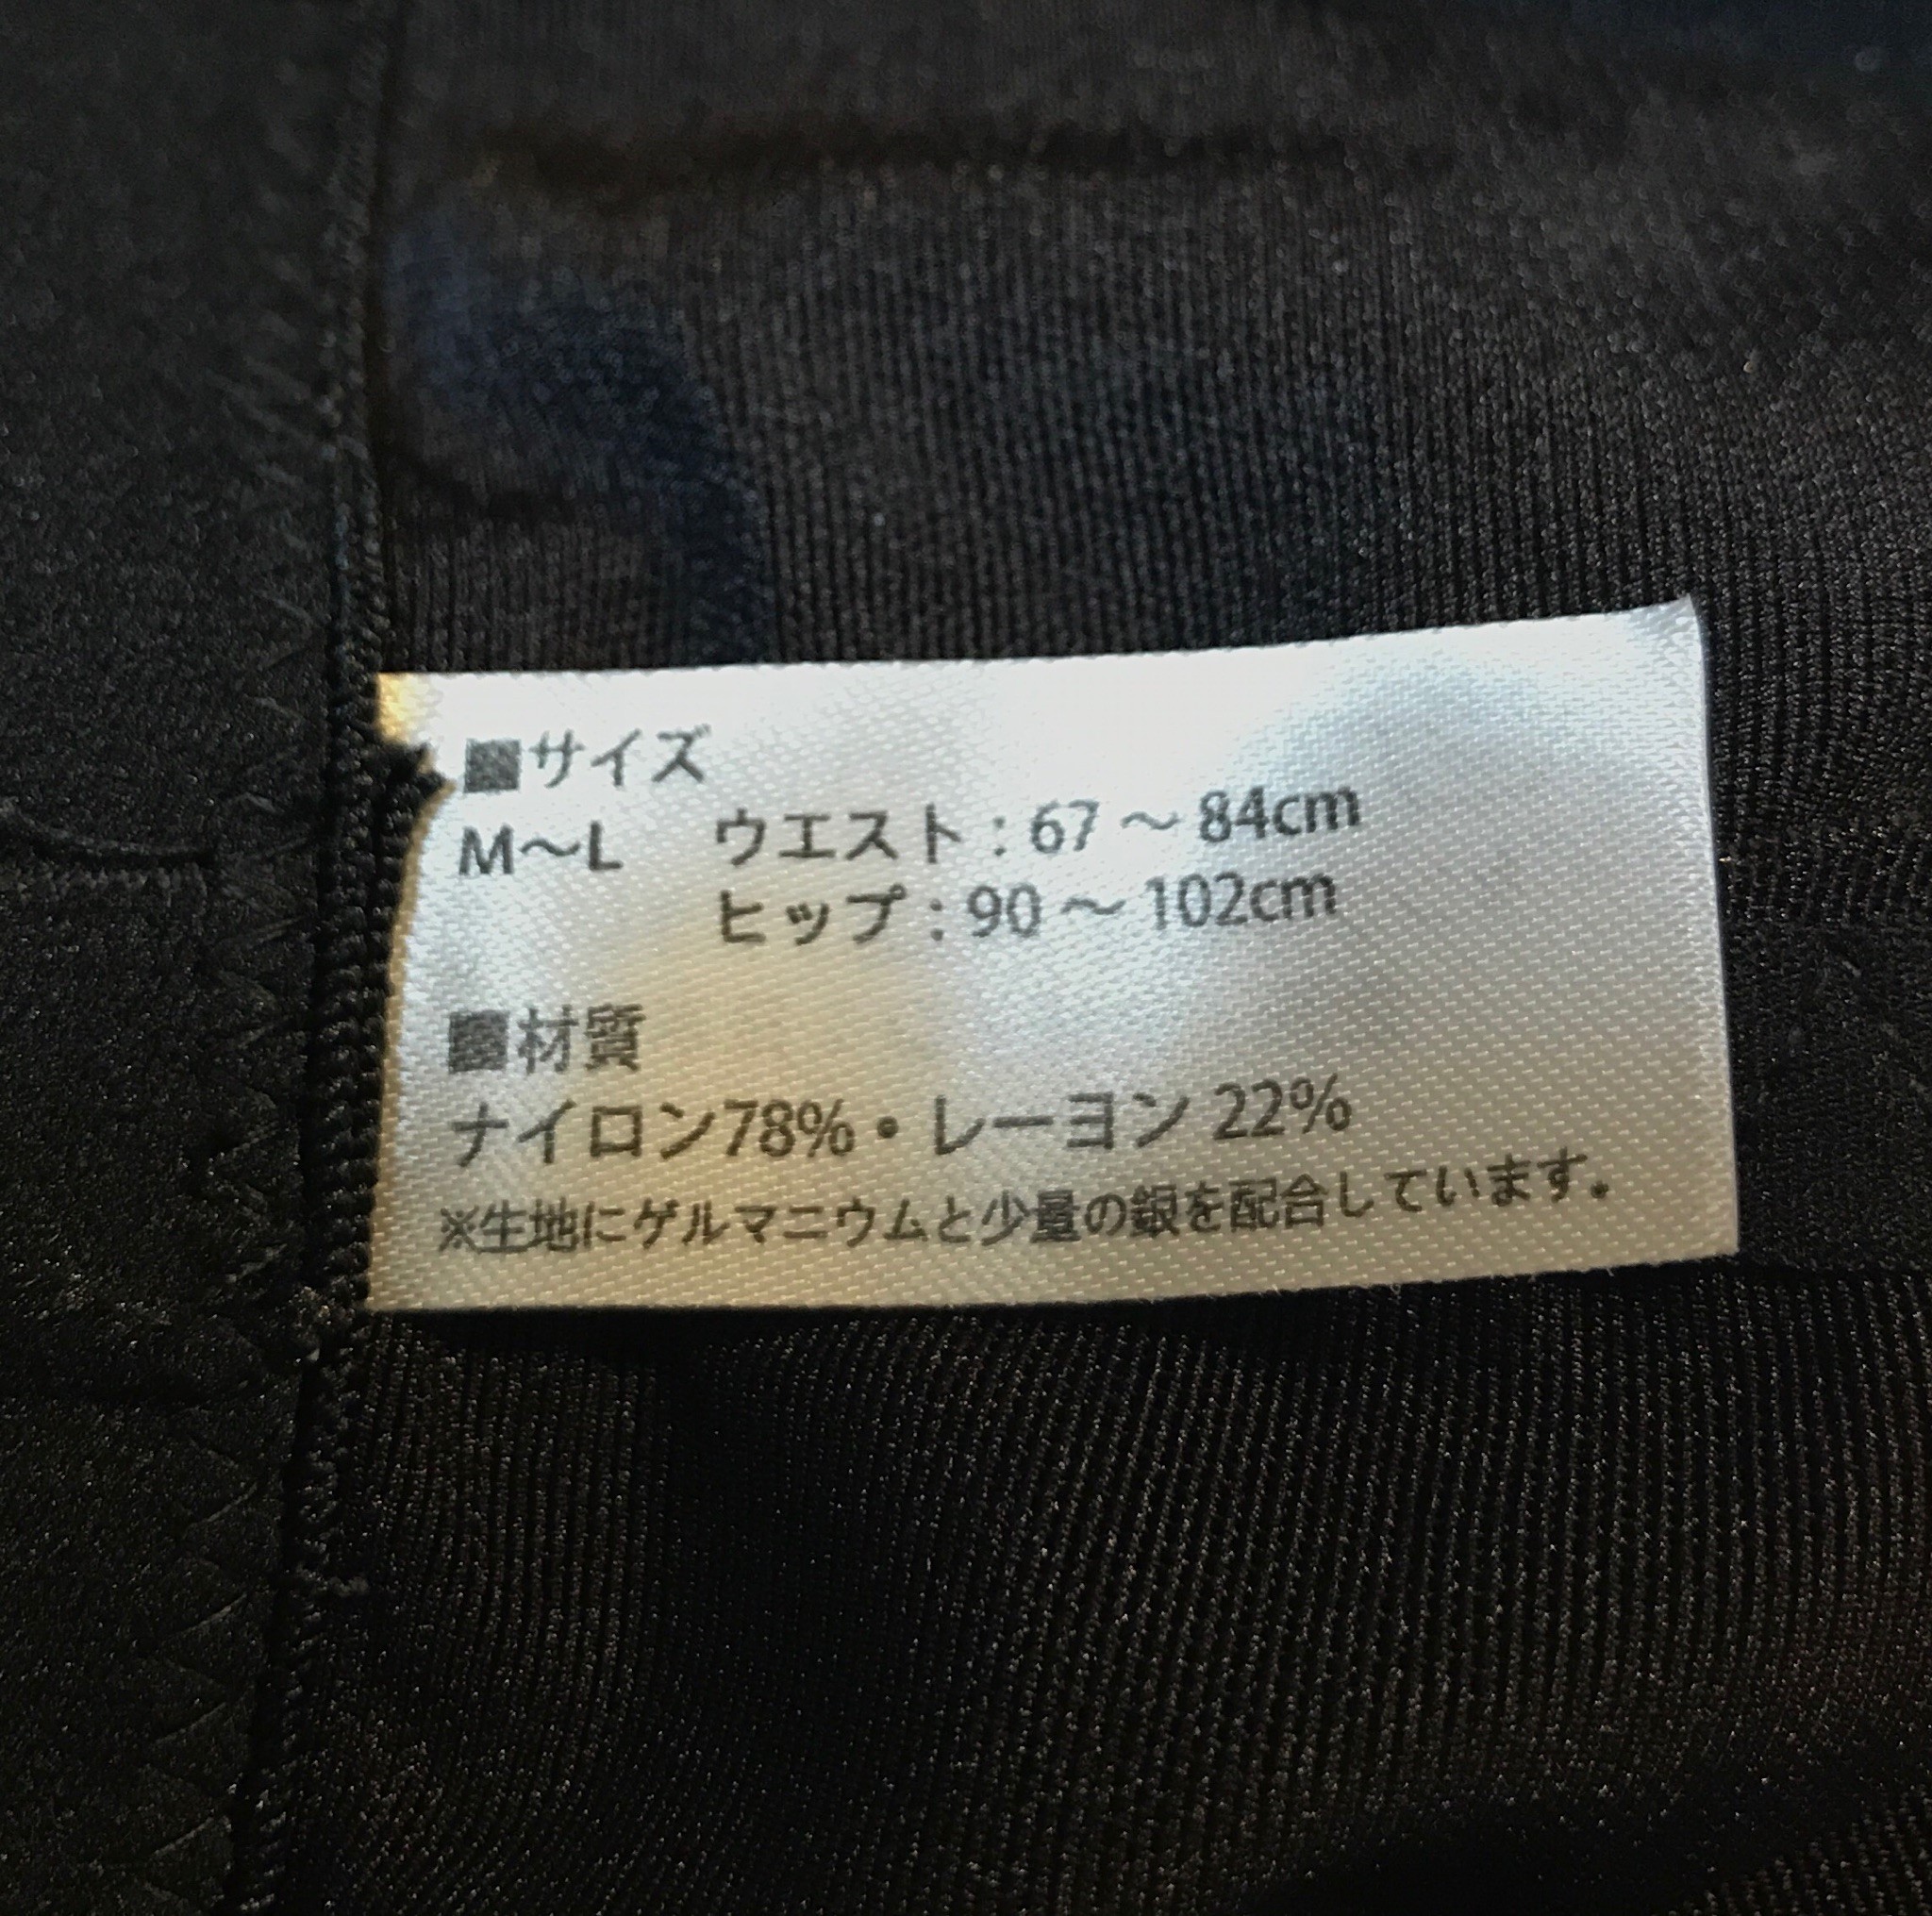 ■サイズ
M～L ウエスト：67～84cm
ヒップ：90～102cm
■材質
ナイロン78%・レーヨン22%
※生地にゲルマニウムと少量の銀を配合しています。